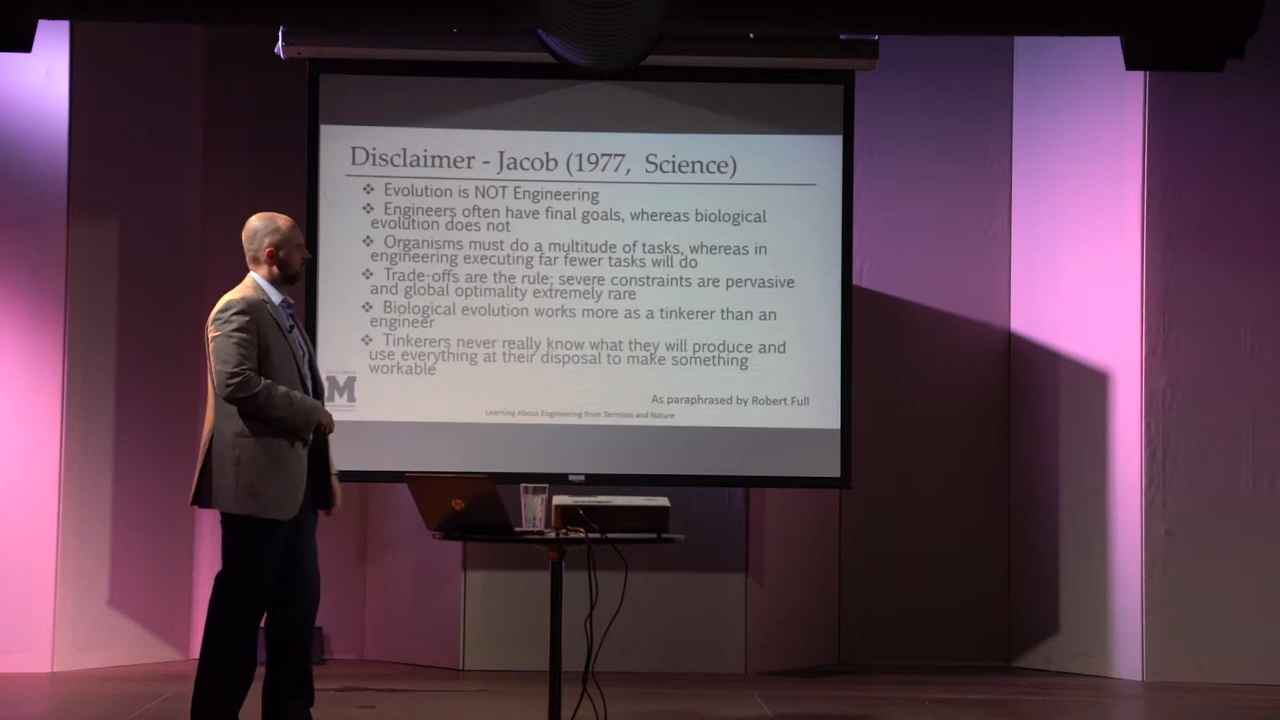 Disclaimer - Jacob (1977, Science)
❖ Evolution is NOT Engineering
❖ Engineers often have final goals, whereas biological
evolution does not
❖ Organisms must do a multitude of tasks, whereas in
engineering executing far fewer tasks will do
❖ Trade-offs are the rule; severe constraints are pervasive
and global optimality extremely rare
❖ Biological evolution works more as a tinkerer than an
engineer
❖ Tinkerers never really know what they will produce and
use everything at their disposal to make something
workable
M
As paraphrased by Robert Full
Learning About Engineering from Termites and Nature
hp